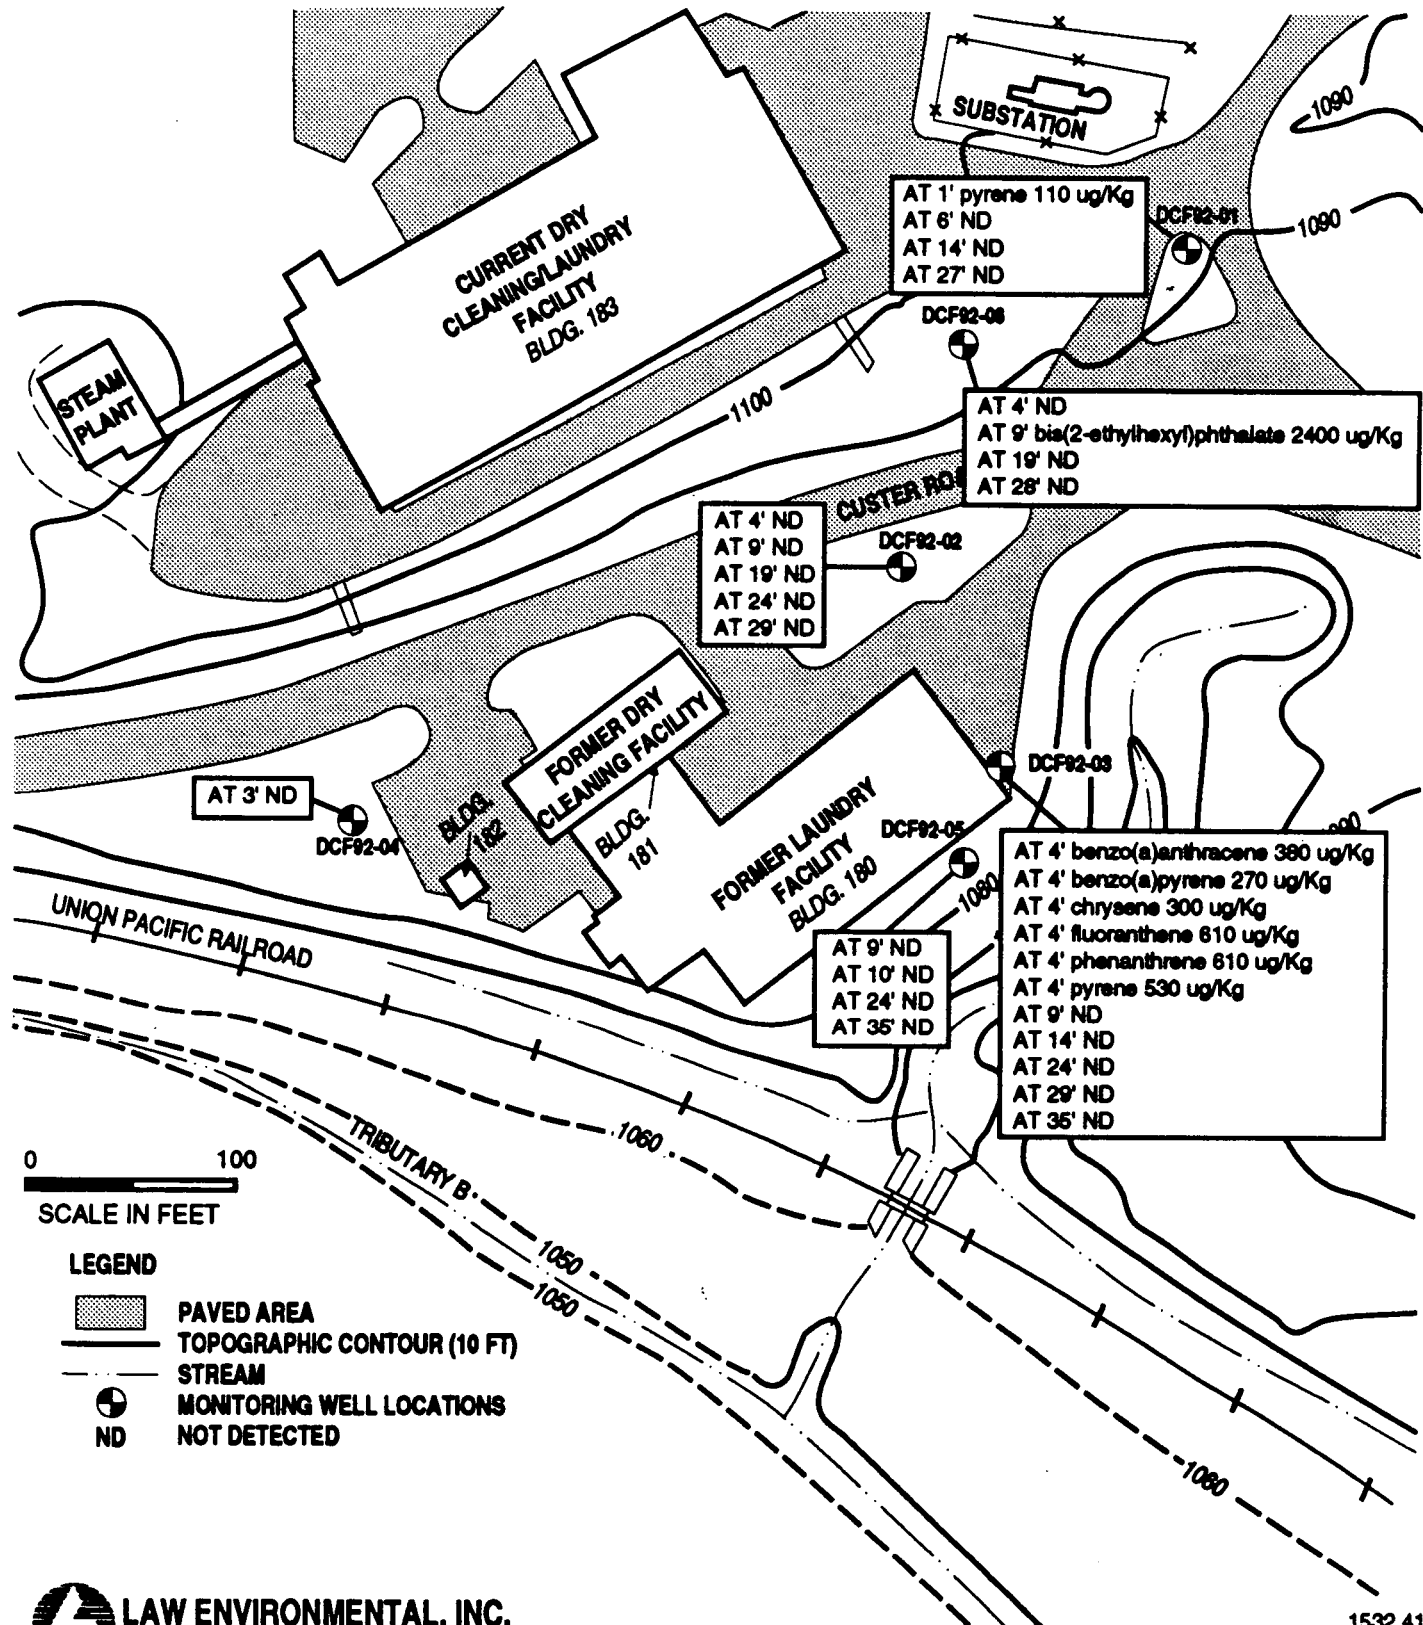 SUBSTATION
1090
AT 1' pyrene 110 ug/Kg
AT 6' ND
AT 14' ND
AT 27' ND
DCF92-01
1090
CURRENT DRY
CLEANING/LAUNDRY
FACILITY
BLDG. 183
DCF92-06
STEAM
PLANT
1100
AT 4' ND
AT 9' bis(2-ethylhexyl)phthalate 2400 ug/Kg
AT 19' ND
AT 28' ND
CUSTER
AT 4' ND
AT 9' ND
AT 19' ND
AT 24' ND
AT 29' ND
DCF92-02
FORMER DRY
CLEANING FACILITY
DCF92-03
AT 3' ND
DCF92-04
BLDG.
182
BLDG.
181
FORMER LAUNDRY
FACILITY
BLDG. 180
DCF92-05
1080
AT 4' benzo(a)anthracene 380 ug/Kg
AT 4' benzo(a)pyrene 270 ug/Kg
AT 4' chrysene 300 ug/Kg
AT 4' fluoranthene 610 ug/Kg
AT 4' phenanthrene 610 ug/Kg
AT 4' pyrene 530 ug/Kg
AT 9' ND
AT 14' ND
AT 24' ND
AT 29' ND
AT 35' ND
UNION PACIFIC RAILROAD
AT 9' ND
AT 10' ND
AT 24' ND
AT 35' ND
1060
TRIBUTARY B
0 100
SCALE IN FEET
1050
1050
LEGEND
PAVED AREA
TOPOGRAPHIC CONTOUR (10 FT)
STREAM
MONITORING WELL LOCATIONS
ND NOT DETECTED
1060
LAW ENVIRONMENTAL, INC.
1532.41